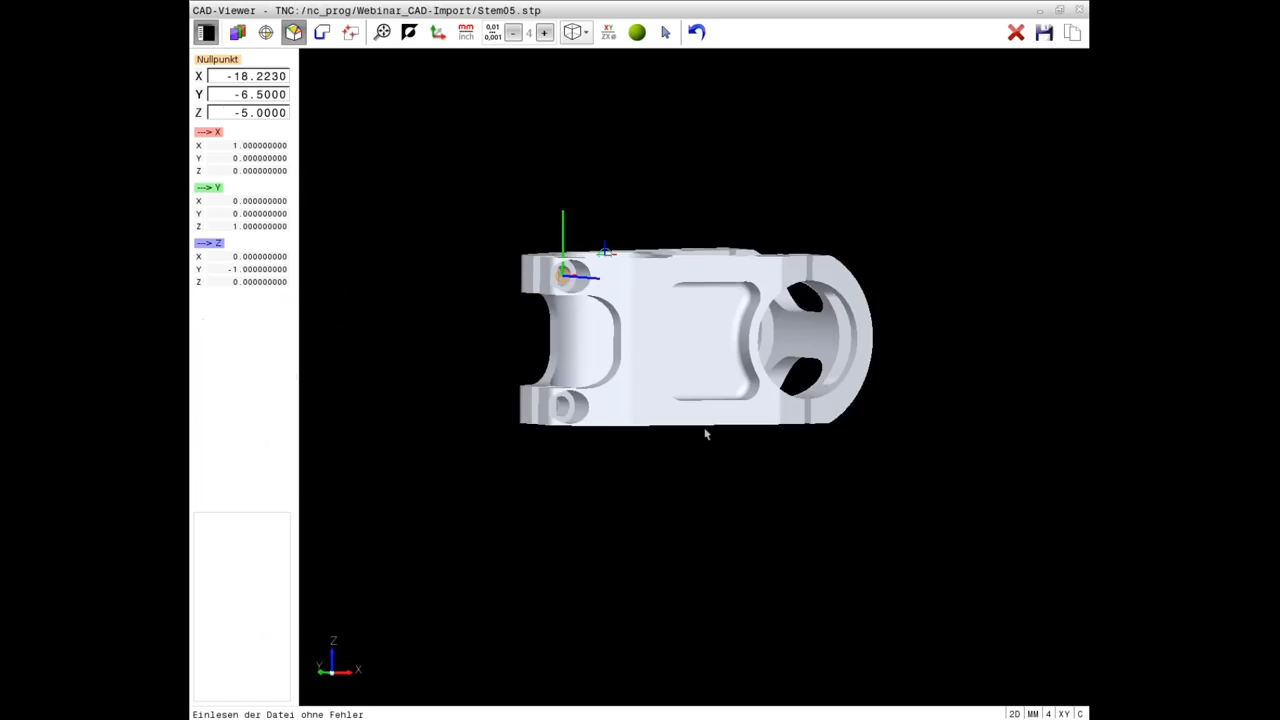 CAD-Viewer - TNC:/nc_prog/Webinar_CAD-Import/Stem05.stp
mm inch 0,01 0,001 - 4 + XY ZXØ
Nullpunkt
X -18.2230
Y -6.5000
Z -5.0000
---> X
X 1.000000000
Y 0.000000000
Z 0.000000000
---> Y
X 0.000000000
Y 0.000000000
Z 1.000000000
---> Z
X 0.000000000
Y -1.000000000
Z 0.000000000
Z
Y X
Einlesen der Datei ohne Fehler 2D MM 4 XY C